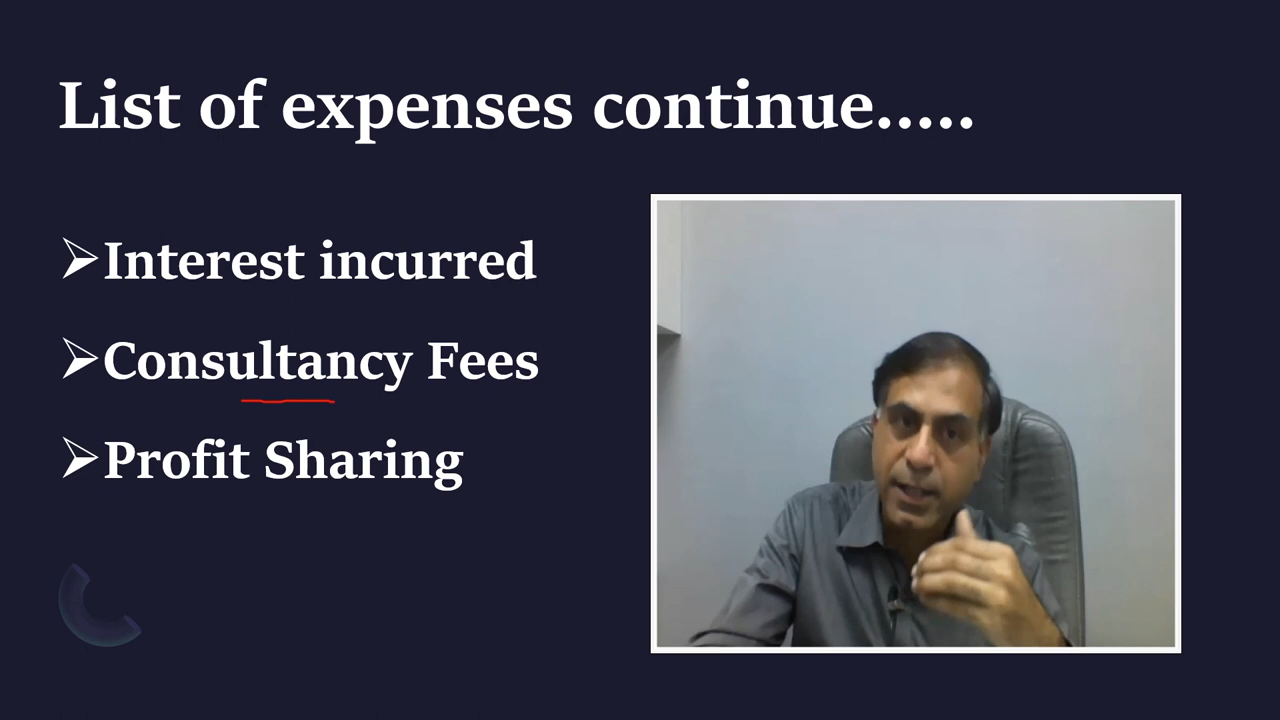 List of expenses continue.....
➢Interest incurred
➢Consultancy Fees
➢Profit Sharing